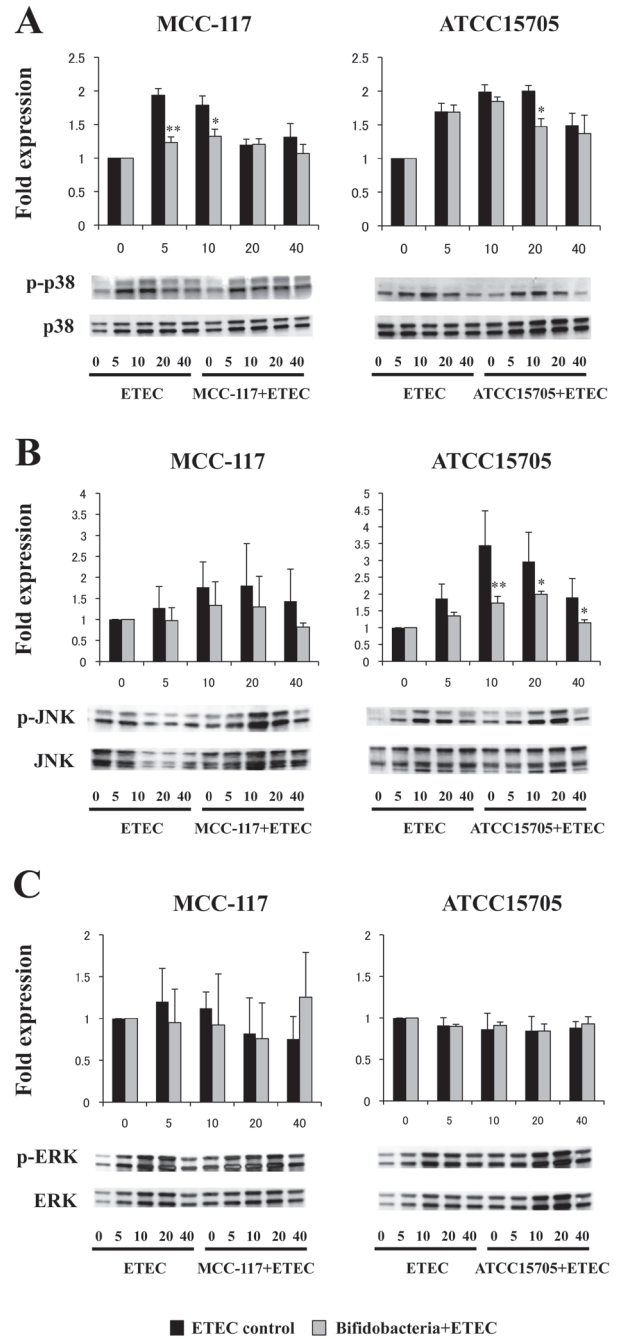 A
MCC-117 ATCC15705
Fold expression
2.5 2 1.5 1 0.5 0
0 5 10 20 40
2.5 2 1.5 1 0.5 0
0 5 10 20 40
** * *
p-p38
p38
0 5 10 20 40 0 5 10 20 40
ETEC MCC-117+ETEC
0 5 10 20 40 0 5 10 20 40
ETEC ATCC15705+ETEC
B
MCC-117 ATCC15705
Fold expression
4 3.5 3 2.5 2 1.5 1 0.5 0
0 5 10 20 40
5 4.5 4 3.5 3 2.5 2 1.5 1 0.5 0
0 5 10 20 40
** * *
p-JNK
JNK
0 5 10 20 40 0 5 10 20 40
ETEC MCC-117+ETEC
0 5 10 20 40 0 5 10 20 40
ETEC ATCC15705+ETEC
C
MCC-117 ATCC15705
Fold expression
2 1.5 1 0.5 0
0 5 10 20 40
2 1.5 1 0.5 0
0 5 10 20 40
p-ERK
ERK
0 5 10 20 40 0 5 10 20 40
ETEC MCC-117+ETEC
0 5 10 20 40 0 5 10 20 40
ETEC ATCC15705+ETEC
ETEC control Bifidobacteria+ETEC